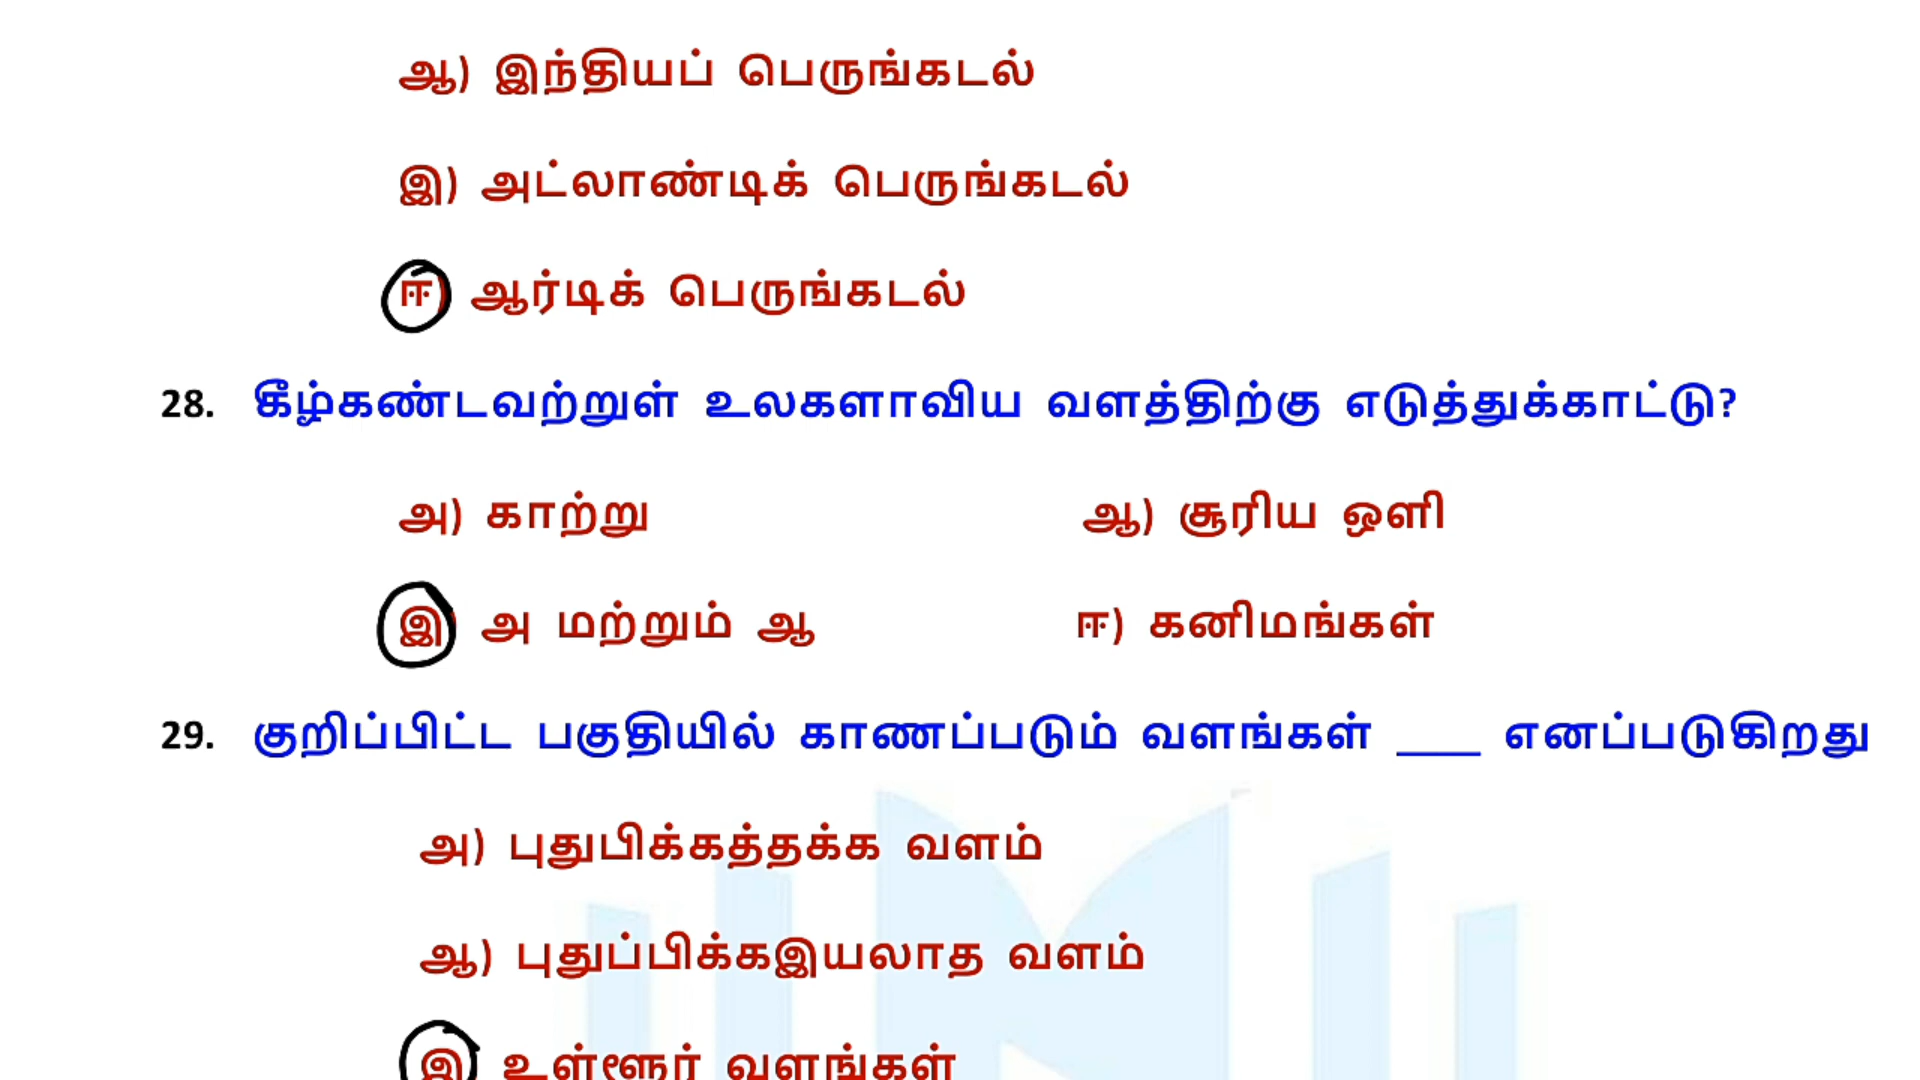 ஆ) இந்தியப் பெருங்கடல்
இ) அட்லாண்டிக் பெருங்கடல்
ஈ) ஆர்டிக் பெருங்கடல்
28. கீழ்கண்டவற்றுள் உலகளாவிய வளத்திற்கு எடுத்துக்காட்டு?
அ) காற்று ஆ) சூரிய ஒளி
இ) அ மற்றும் ஆ ஈ) கனிமங்கள்
29. குறிப்பிட்ட பகுதியில் காணப்படும் வளங்கள் ____ எனப்படுகிறது
அ) புதுபிக்கத்தக்க வளம்
ஆ) புதுப்பிக்கஇயலாத வளம்
இ) உள்ளூர் வளங்கள்